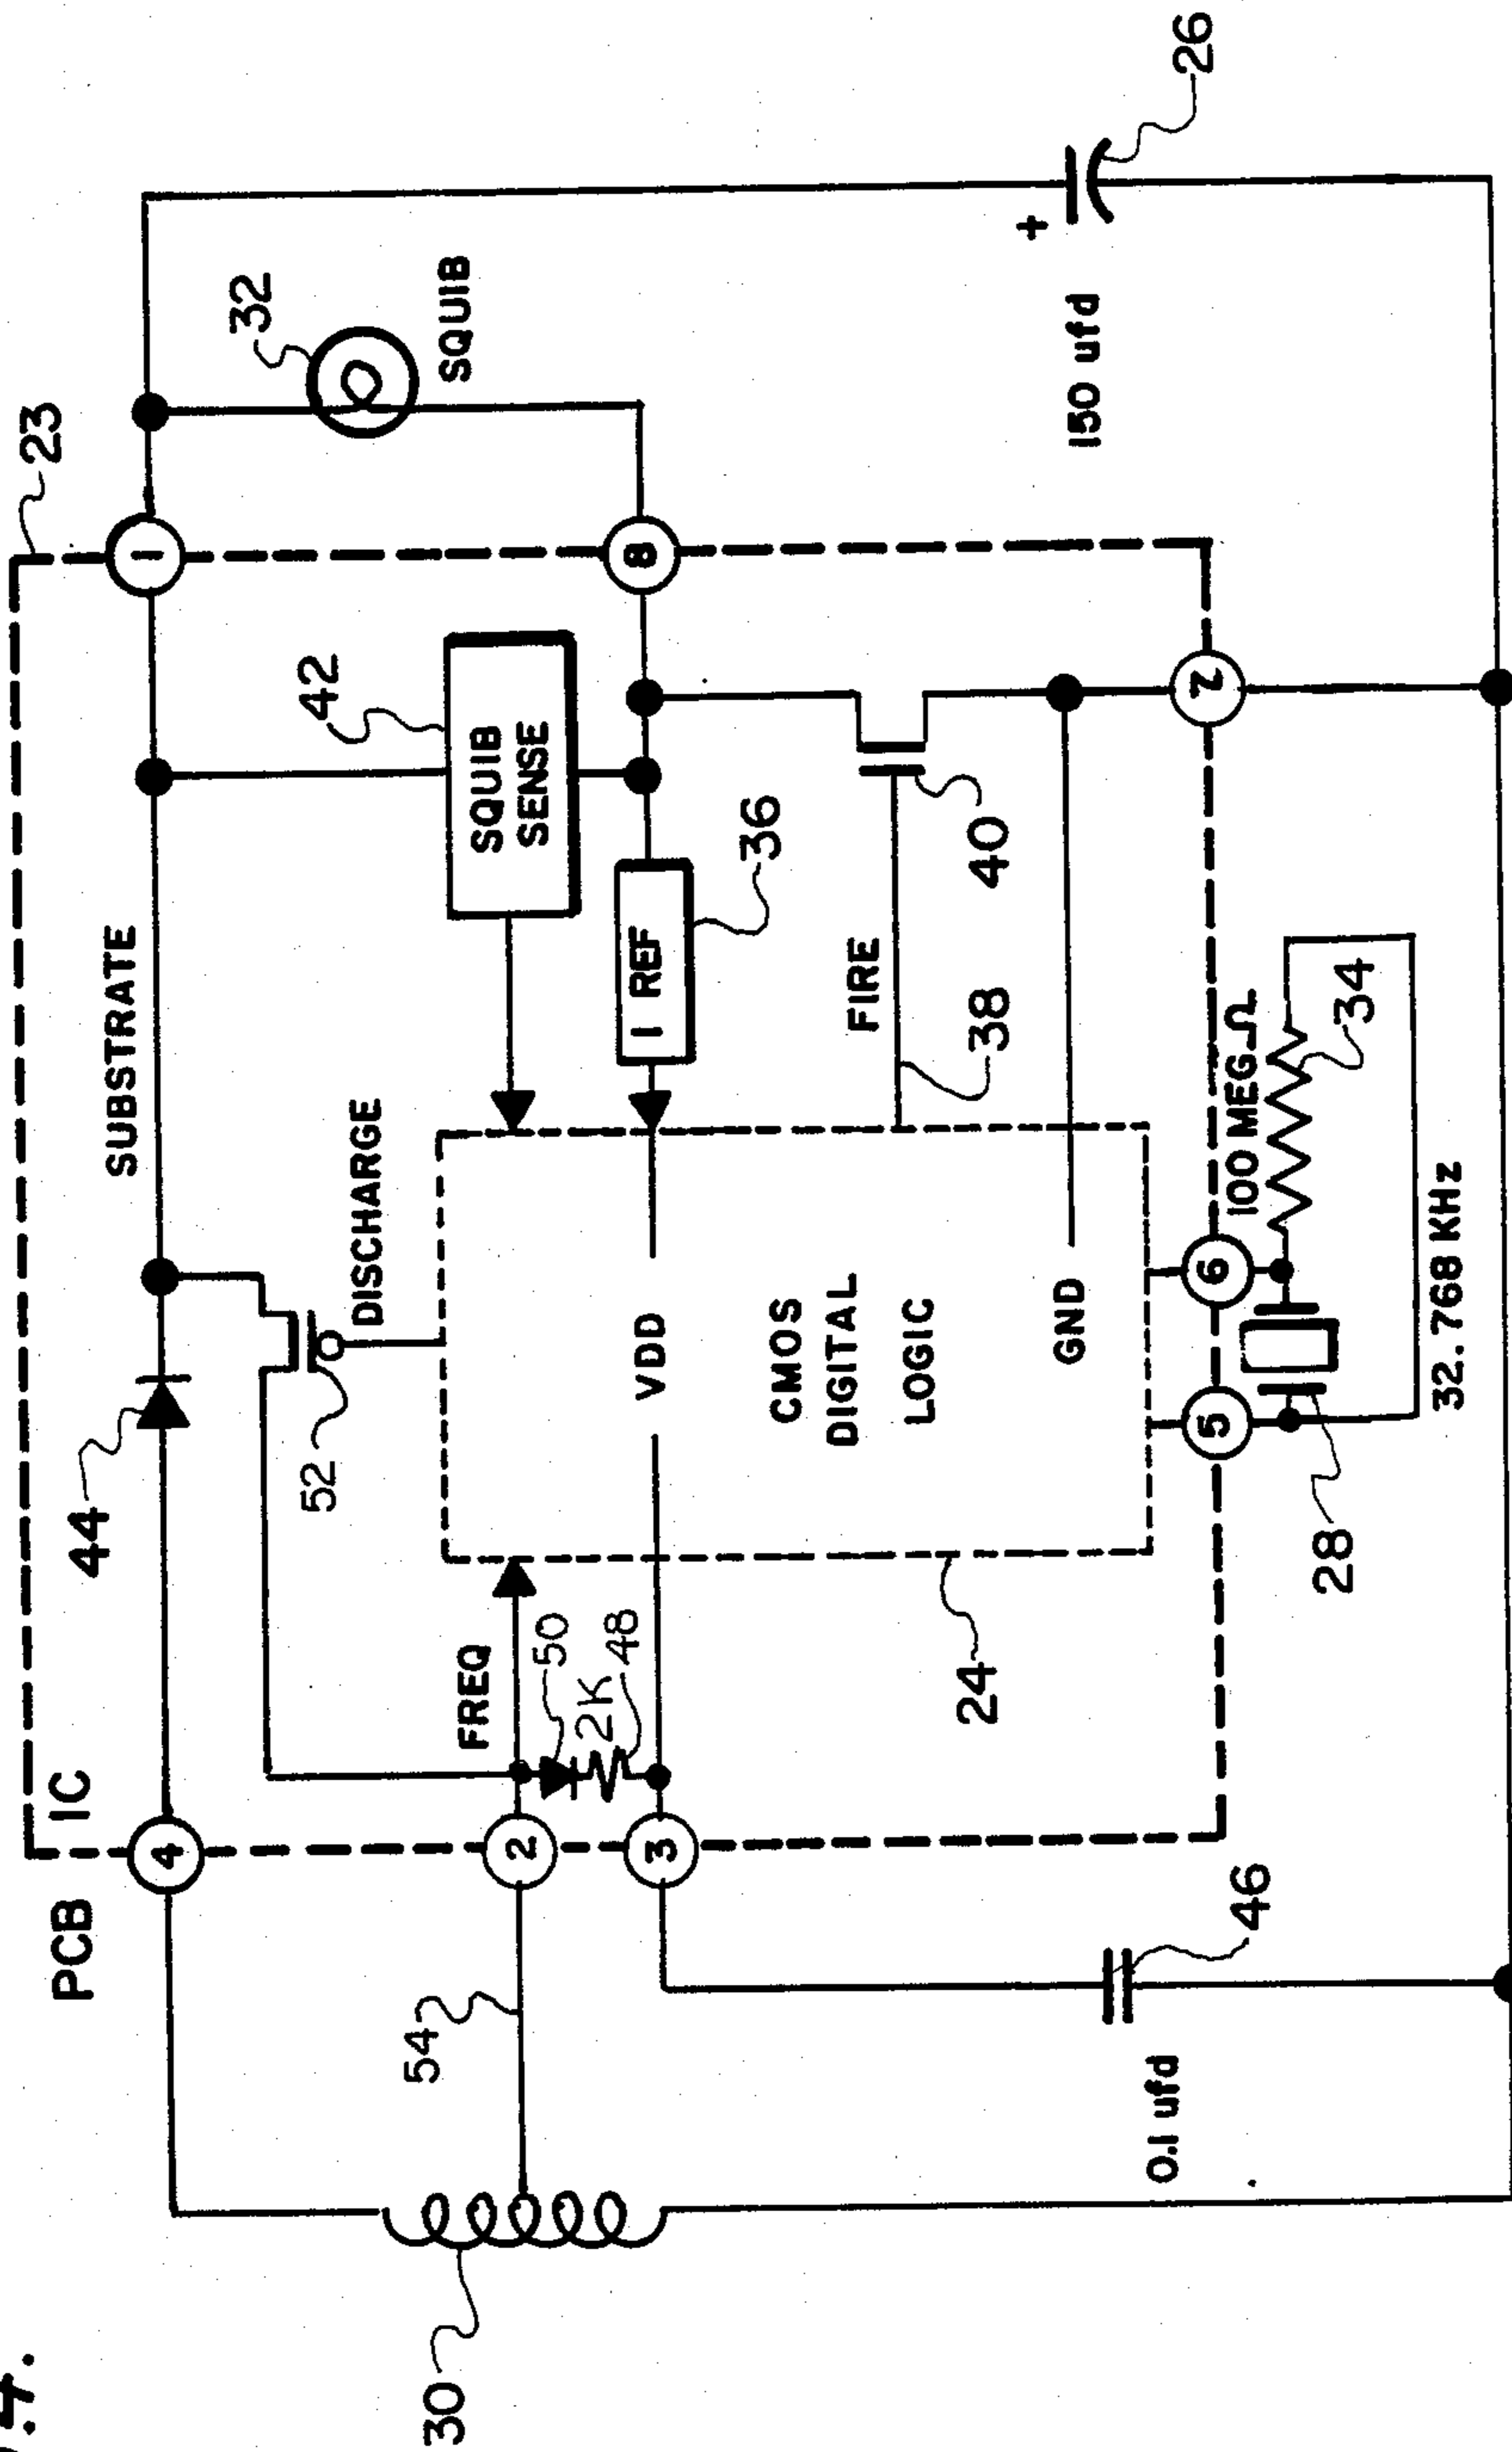 .4.
PCB
IC
23
44
SUBSTRATE
32
SQUIB
4
1
52
DISCHARGE
42
SQUIB
SENSE
30
54
2
FREQ
50
2K
48
3
VDD
I REF
36
8
CMOS
DIGITAL
LOGIC
FIRE
38
40
24
GND
150 ufd
+
26
46
0.1 ufd
5
6
7
100 MEG Ω
34
28
32.768 KHz